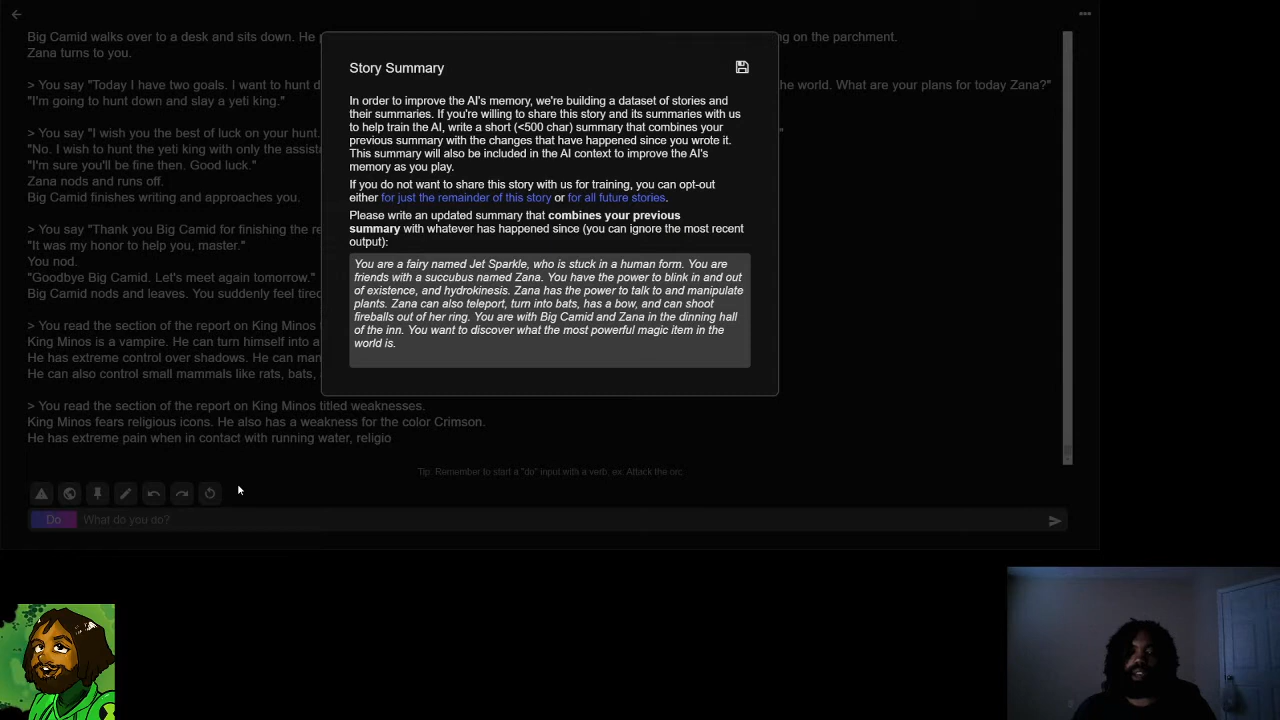 Big Camid walks over to a desk and sits down. He
ng on the parchment.
Zana turns to you.
> You say "Today I have two goals. I want to hunt d
he world. What are your plans for today Zana?"
"I'm going to hunt down and slay a yeti king."
> You say "I wish you the best of luck on your hunt.
"No. I wish to hunt the yeti king with only the assista
"I'm sure you'll be fine then. Good luck."
Zana nods and runs off.
Big Camid finishes writing and approaches you.
> You say "Thank you Big Camid for finishing the re
"It was my honor to help you, master."
You nod.
"Goodbye Big Camid. Let's meet again tomorrow."
Big Camid nods and leaves. You suddenly feel tired
> You read the section of the report on King Minos
King Minos is a vampire. He can turn himself into a
He has extreme control over shadows. He can man
He can also control small mammals like rats, bats,
> You read the section of the report on King Minos titled weaknesses.
King Minos fears religious icons. He also has a weakness for the color Crimson.
He has extreme pain when in contact with running water, religio
Story Summary
In order to improve the AI's memory, we're building a dataset of stories and
their summaries. If you're willing to share this story and its summaries with us
to help train the AI, write a short (<500 char) summary that combines your
previous summary with the changes that have happened since you wrote it.
This summary will also be included in the AI context to improve the AI's
memory as you play.
If you do not want to share this story with us for training, you can opt-out
either for just the remainder of this story or for all future stories.
Please write an updated summary that combines your previous
summary with whatever has happened since (you can ignore the most recent
output):
You are a fairy named Jet Sparkle, who is stuck in a human form. You are
friends with a succubus named Zana. You have the power to blink in and out
of existence, and hydrokinesis. Zana has the power to talk to and manipulate
plants. Zana can also teleport, turn into bats, has a bow, and can shoot
fireballs out of her ring. You are with Big Camid and Zana in the dinning hall
of the inn. You want to discover what the most powerful magic item in the
world is.
Tip: Remember to start a "do" input with a verb, ex: Attack the orc.
Do What do you do?